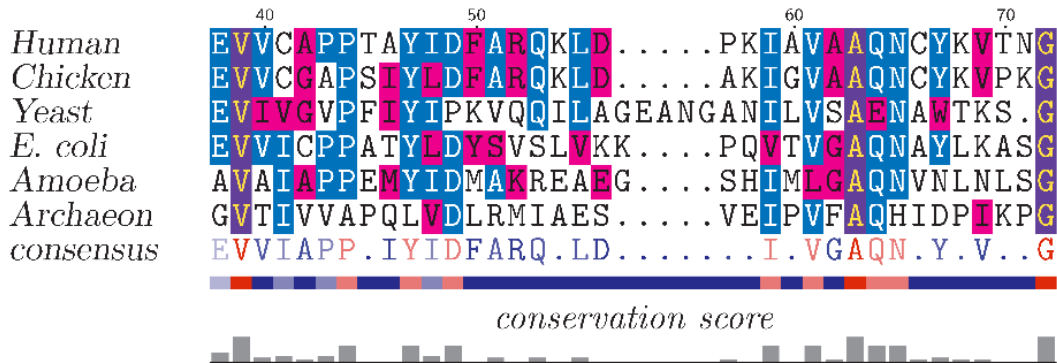 40 50 60 70
Human EVVCAPPTAYIDFARQKLD.....PKIAVAAQNCYKVTNG
Chicken EVVCGAPSIYLDFARQKLD.....AKIGVAAQNCYKVPKG
Yeast EVIVGVPFIYIPKVQQILAGEANGANILVSAENAWTKS.G
E. coli EVVICPPATYLDYSVSLVKK....PQVTVGAQNAYLKASG
Amoeba AVAIAPPEMYIDMAKREAEG....SHIMLGAQNVNLNLSG
Archaeon GVTIVVAPQLVDLRMIAES.....VEIPVFAQHIDPIKPG
consensus EVVIAPP.IYIDFARQ.LD.......I.VGAQN.Y.V..G
conservation score